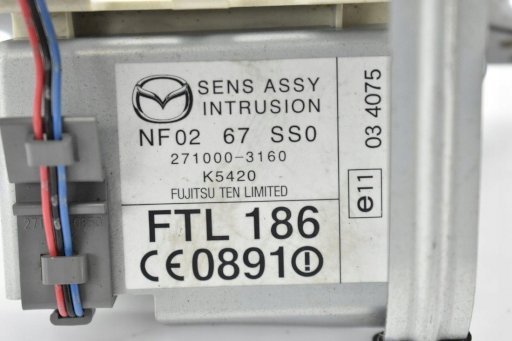 SENS ASSY
INTRUSION
NF02 67 SS0
271000-3160
K5420
FUJITSU TEN LIMITED
FTL 186
CE0891!
e11
03 4075